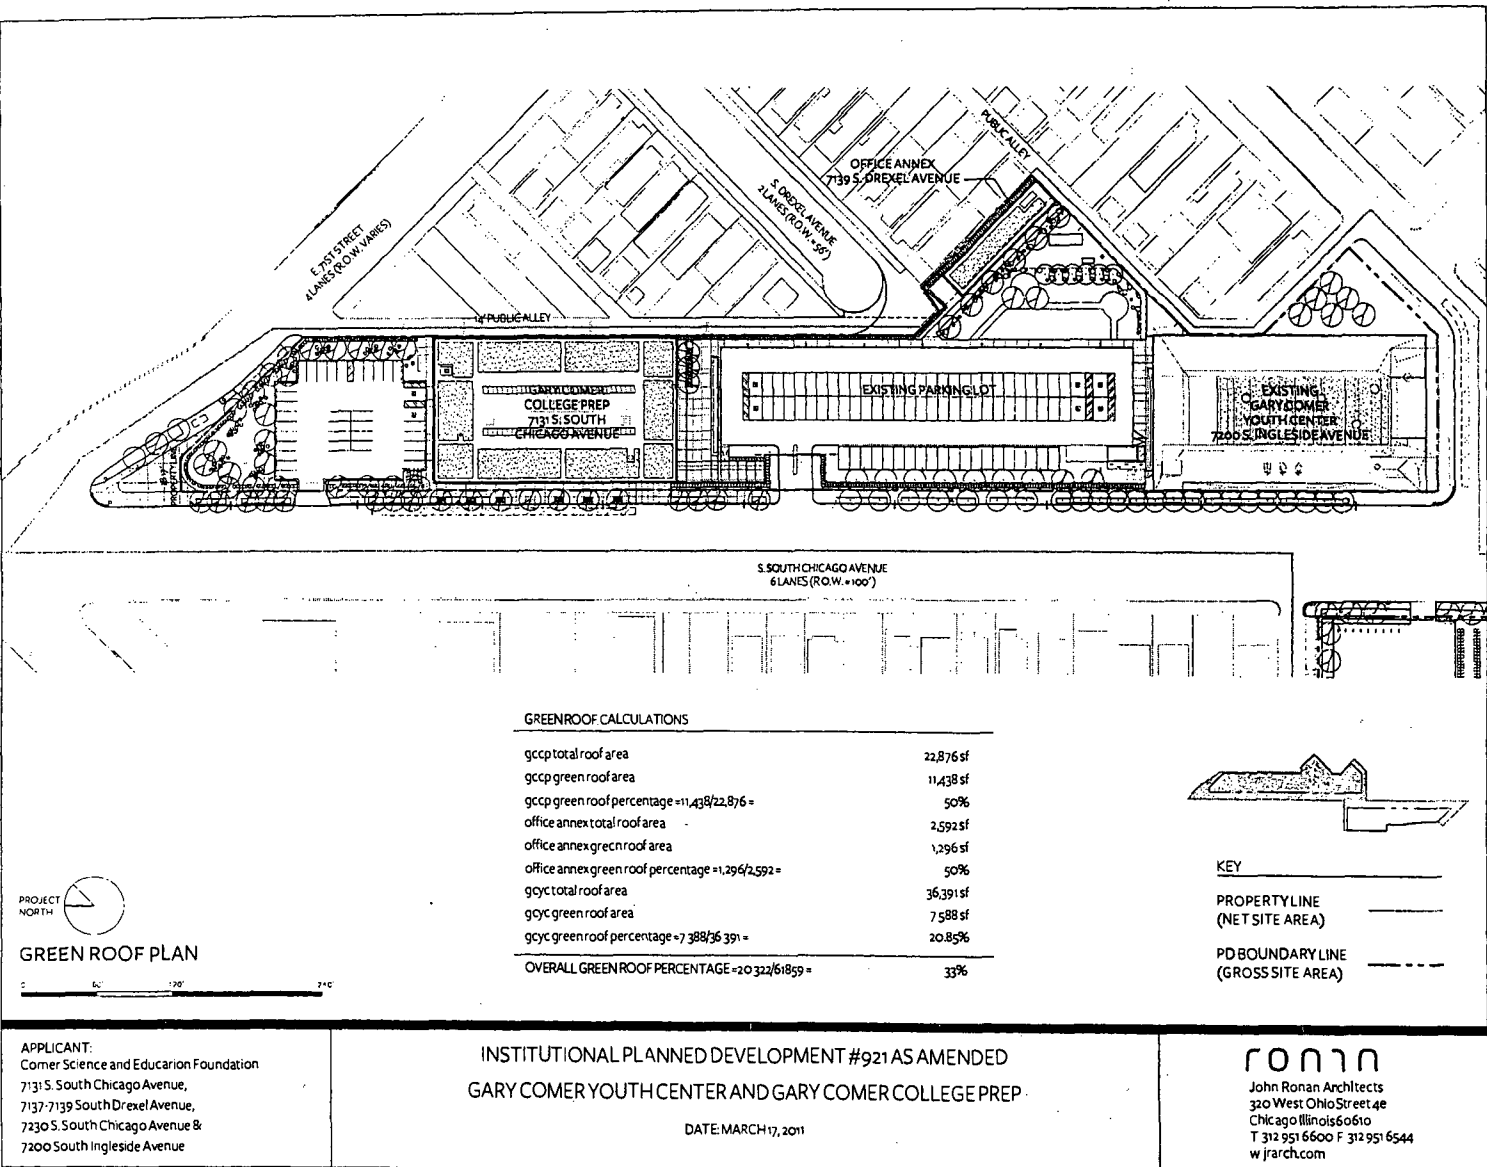 PUBLIC ALLEY
OFFICE ANNEX
7139 S. DREXEL AVENUE
S. DREXEL AVENUE
2 LANES (R.O.W. = 56')
E. 71ST STREET
4 LANES (R.O.W. VARIES)
14' PUBLIC ALLEY
GARY COMER
COLLEGE PREP
7131 S. SOUTH
CHICAGO AVENUE
EXISTING PARKING LOT
EXISTING
GARY COMER
YOUTH CENTER
7200 S. INGLESIDE AVENUE
PROPERTY LINE
S. SOUTH CHICAGO AVENUE
6 LANES (R.O.W. = 100')
GREEN ROOF CALCULATIONS
gccp total roof area 22,876 sf
gccp green roof area 11,438 sf
gccp green roof percentage =11,438/22,876 = 50%
office annex total roof area 2,592 sf
office annex green roof area 1,296 sf
office annex green roof percentage =1,296/2,592 = 50%
gcyc total roof area 36,391 sf
gcyc green roof area 7 588 sf
gcyc green roof percentage =7 388/36 391 = 20.85%
OVERALL GREEN ROOF PERCENTAGE =20 322/61859 = 33%
KEY
PROPERTY LINE
(NET SITE AREA)
PD BOUNDARY LINE
(GROSS SITE AREA)
PROJECT
NORTH
GREEN ROOF PLAN
APPLICANT:
Comer Science and Educarion Foundation
7131 S. South Chicago Avenue,
7137-7139 South Drexel Avenue,
7230 S. South Chicago Avenue &
7200 South Ingleside Avenue
INSTITUTIONAL PLANNED DEVELOPMENT #921 AS AMENDED
GARY COMER YOUTH CENTER AND GARY COMER COLLEGE PREP
DATE: MARCH 17, 2011
ronan
John Ronan Architects
320 West Ohio Street 4e
Chicago Illinois 60610
T 312 951 6600 F 312 951 6544
w jrarch.com